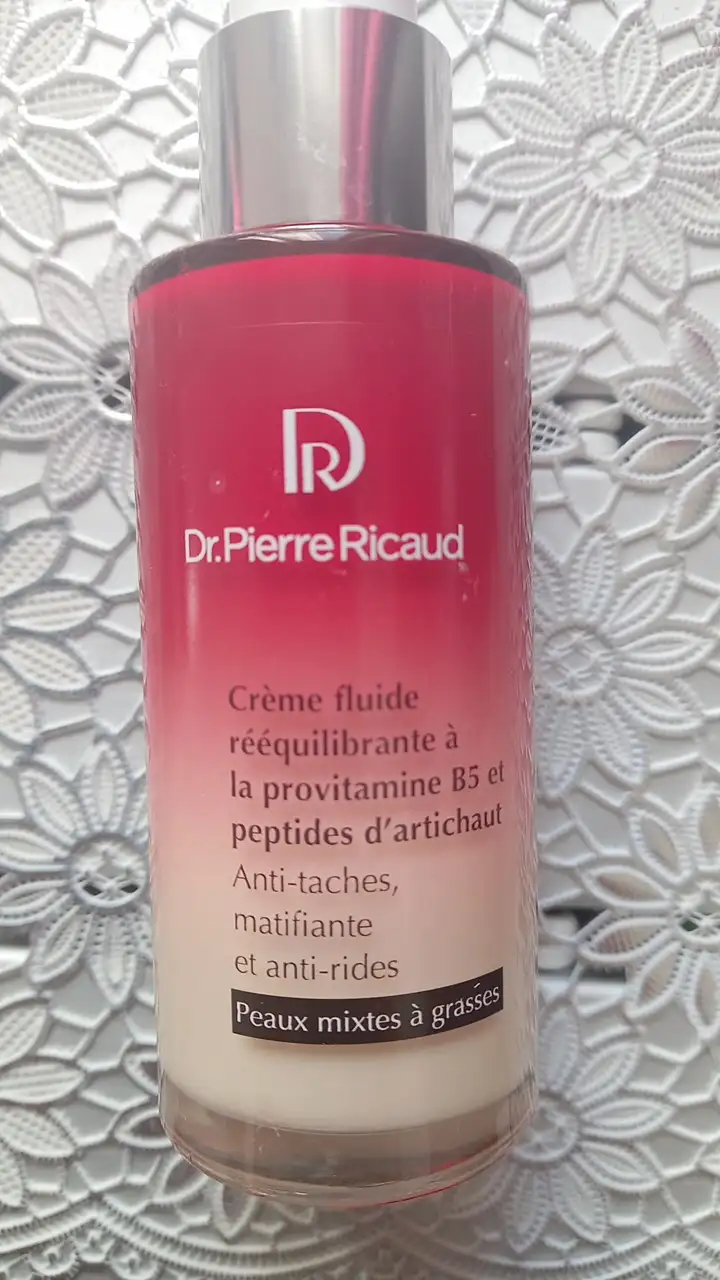 DR
Dr.Pierre Ricaud
Crème fluide
rééquilibrante à
la provitamine B5 et
peptides d'artichaut
Anti-taches,
matifiante
et anti-rides
Peaux mixtes à grasses